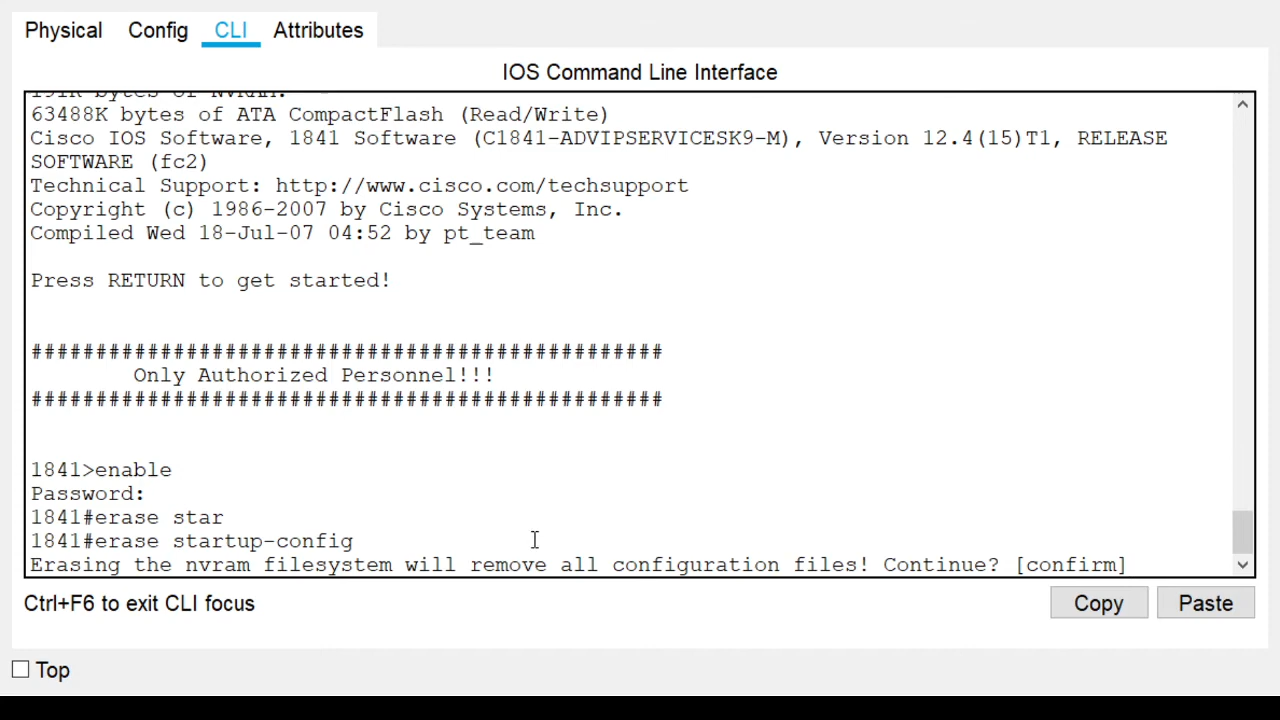 Physical Config CLI Attributes
IOS Command Line Interface
191K bytes of NVRAM.
63488K bytes of ATA CompactFlash (Read/Write)
Cisco IOS Software, 1841 Software (C1841-ADVIPSERVICESK9-M), Version 12.4(15)T1, RELEASE
SOFTWARE (fc2)
Technical Support: http://www.cisco.com/techsupport
Copyright (c) 1986-2007 by Cisco Systems, Inc.
Compiled Wed 18-Jul-07 04:52 by pt_team
Press RETURN to get started!
#################################################
Only Authorized Personnel!!!
#################################################
1841>enable
Password:
1841#erase star
1841#erase startup-config
Erasing the nvram filesystem will remove all configuration files! Continue? [confirm]
Ctrl+F6 to exit CLI focus
Copy Paste
Top